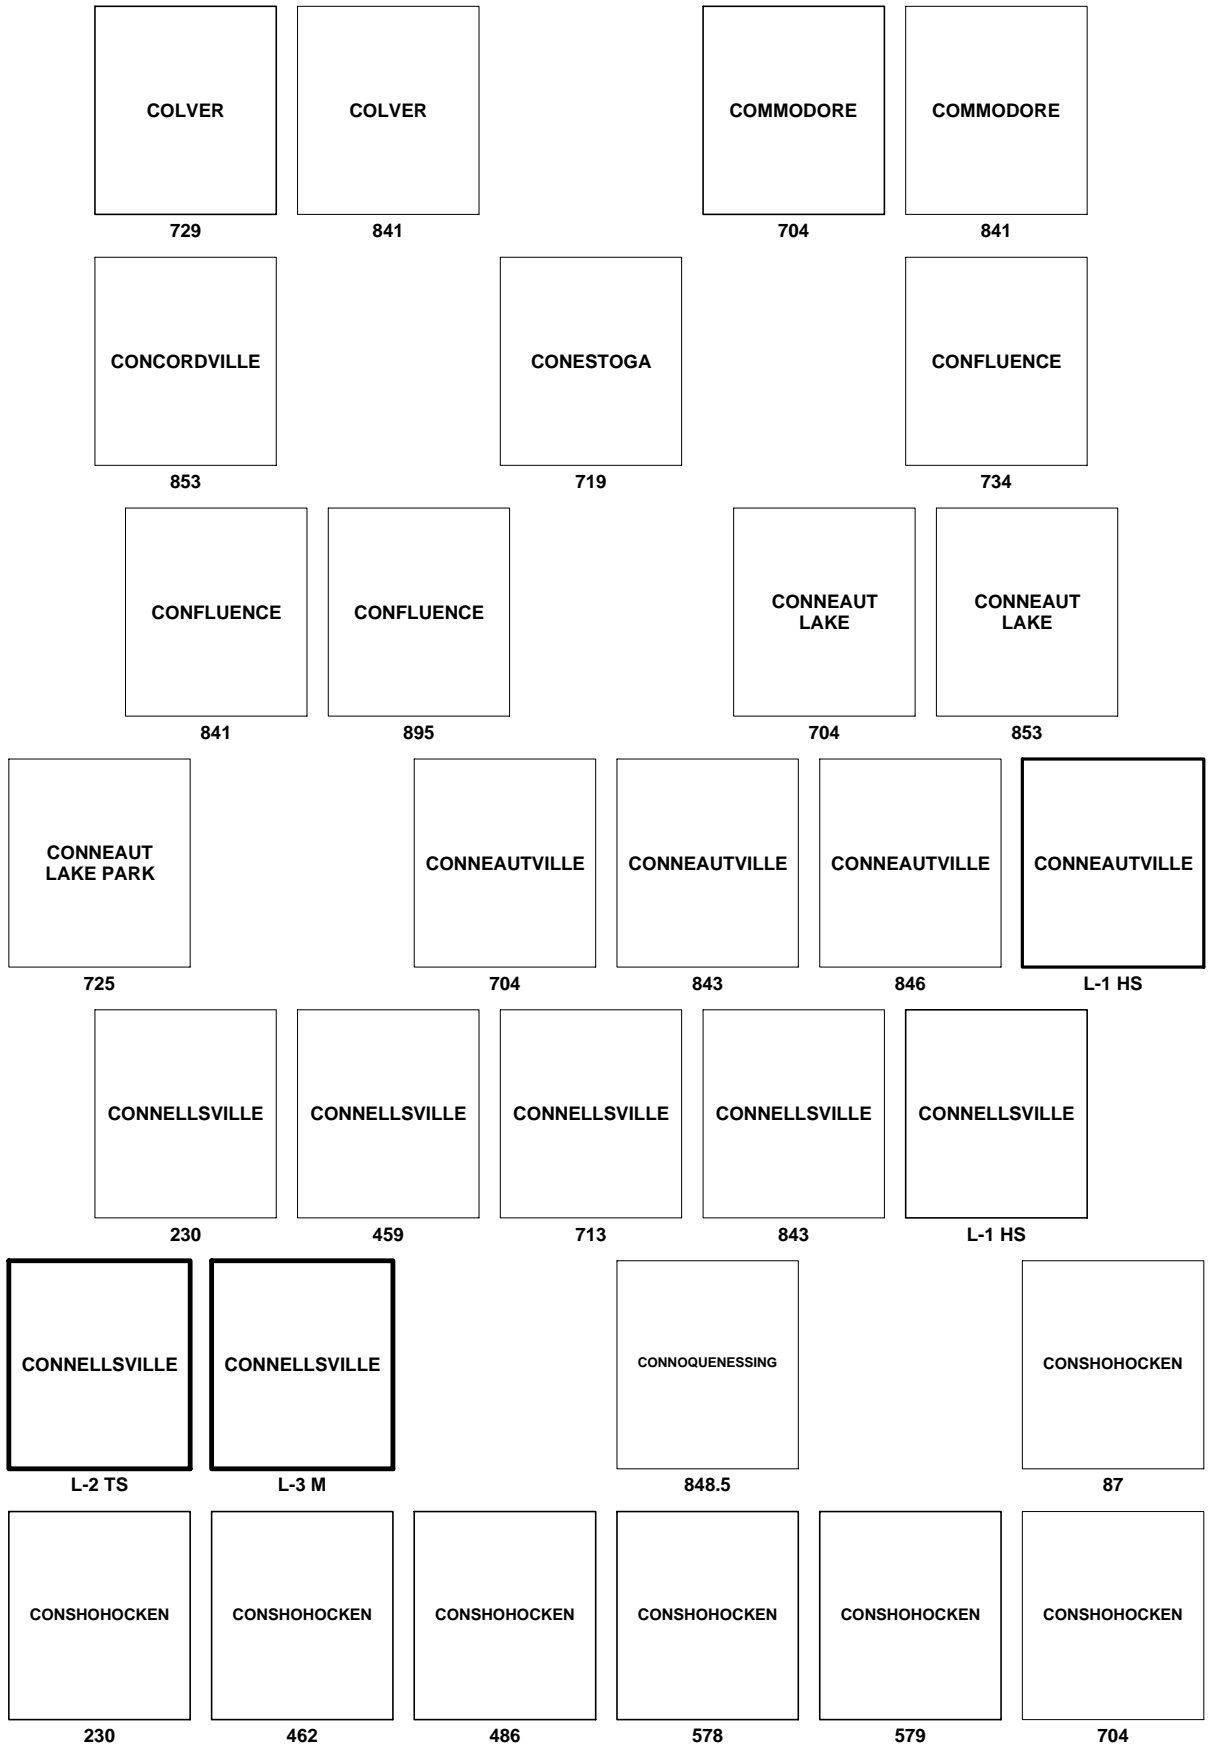 COLVER
729
COLVER
841
COMMODORE
704
COMMODORE
841
CONCORDVILLE
853
CONESTOGA
719
CONFLUENCE
734
CONFLUENCE
841
CONFLUENCE
895
CONNEAUT
LAKE
704
CONNEAUT
LAKE
853
CONNEAUT
LAKE PARK
725
CONNEAUTVILLE
704
CONNEAUTVILLE
843
CONNEAUTVILLE
846
CONNEAUTVILLE
L-1 HS
CONNELLSVILLE
230
CONNELLSVILLE
459
CONNELLSVILLE
713
CONNELLSVILLE
843
CONNELLSVILLE
L-1 HS
CONNELLSVILLE
L-2 TS
CONNELLSVILLE
L-3 M
CONNOQUENESSING
848.5
CONSHOHOCKEN
87
CONSHOHOCKEN
230
CONSHOHOCKEN
462
CONSHOHOCKEN
486
CONSHOHOCKEN
578
CONSHOHOCKEN
579
CONSHOHOCKEN
704